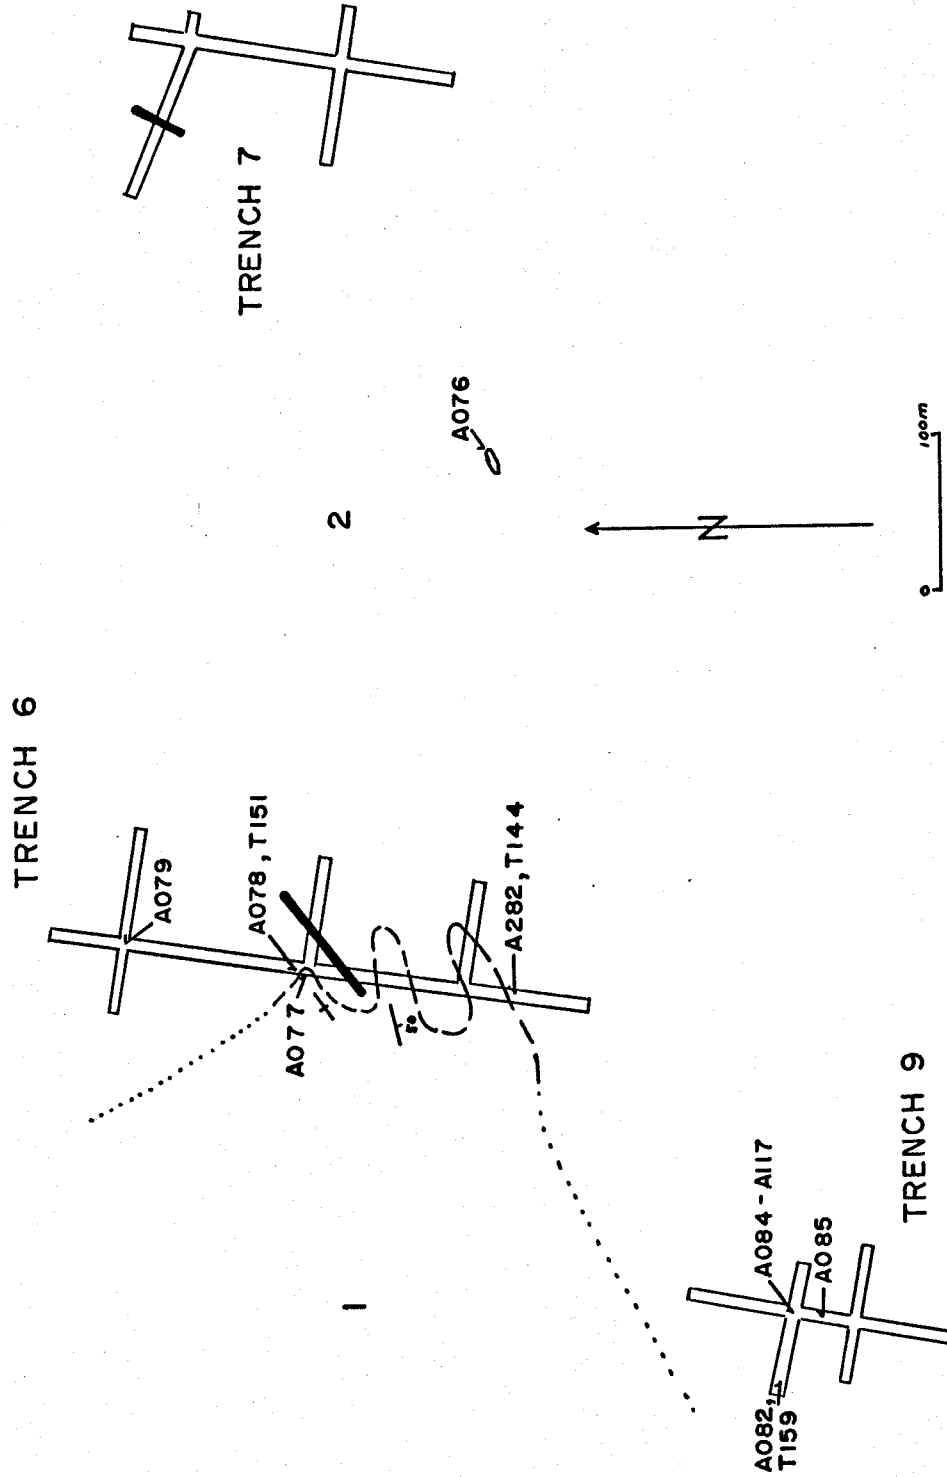 TRENCH 6
TRENCH 7
A079
A078, T151
A077
50
A282, T144
1
2
A076
N
A084-A117
A085
A082,
T159
TRENCH 9
0 100m